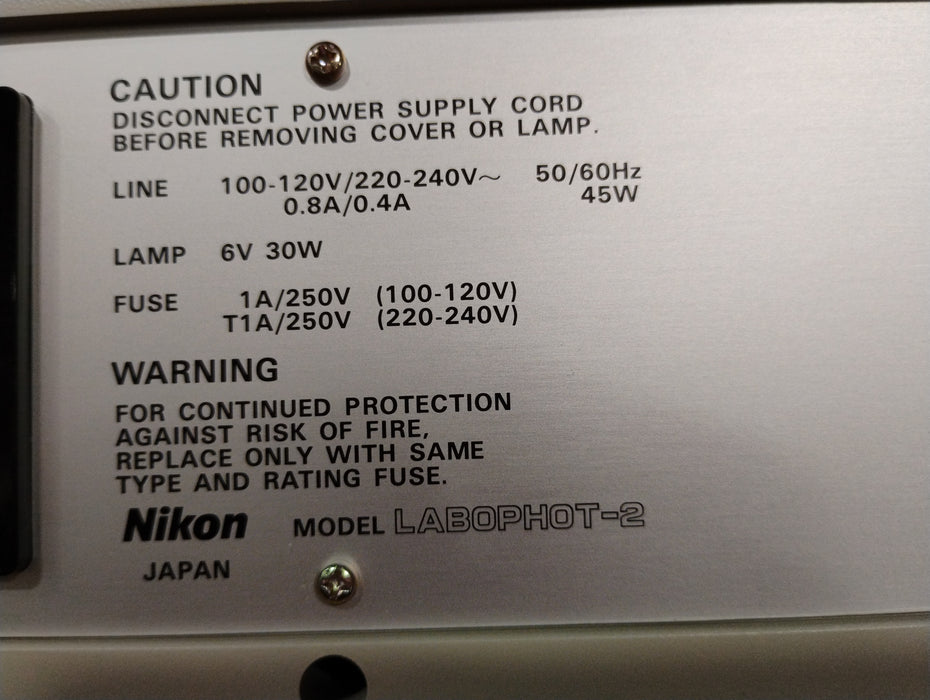 CAUTION
DISCONNECT POWER SUPPLY CORD
BEFORE REMOVING COVER OR LAMP.
LINE 100-120V/220-240V~ 50/60Hz
0.8A/0.4A 45W
LAMP 6V 30W
FUSE 1A/250V (100-120V)
T1A/250V (220-240V)
WARNING
FOR CONTINUED PROTECTION
AGAINST RISK OF FIRE,
REPLACE ONLY WITH SAME
TYPE AND RATING FUSE.
Nikon MODEL LABOPHOT-2
JAPAN